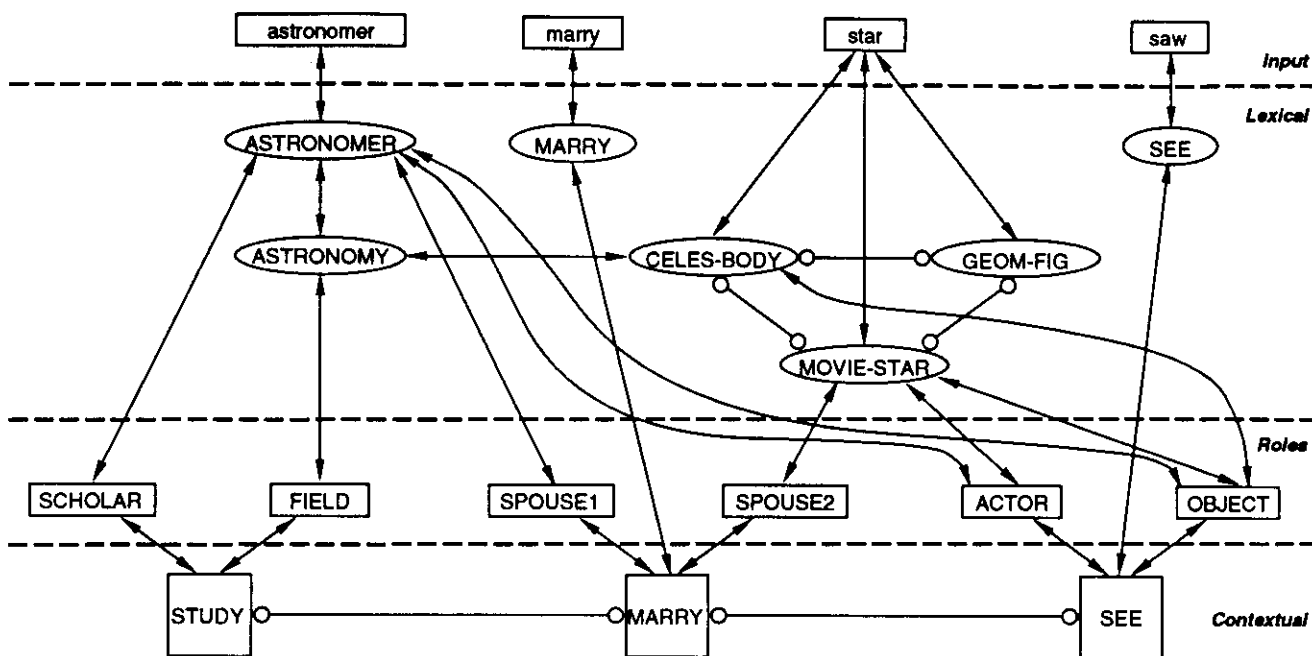 astronomer
marry
star
saw
Input
Lexical
ASTRONOMER
MARRY
SEE
ASTRONOMY
CELES-BODY
GEOM-FIG
MOVIE-STAR
Roles
SCHOLAR
FIELD
SPOUSE1
SPOUSE2
ACTOR
OBJECT
STUDY
MARRY
SEE
Contextual